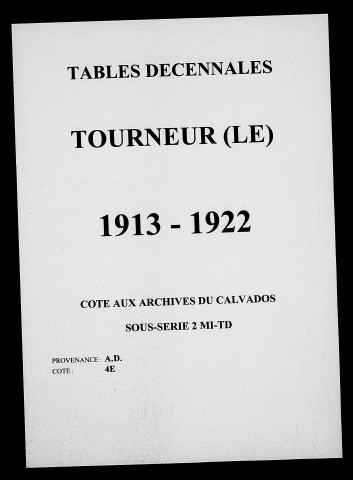 TABLES DECENNALES
TOURNEUR (LE)
1913 - 1922
COTE AUX ARCHIVES DU CALVADOS
SOUS-SERIE 2 MI-TD
PROVENANCE : A.D.
COTE : 4E